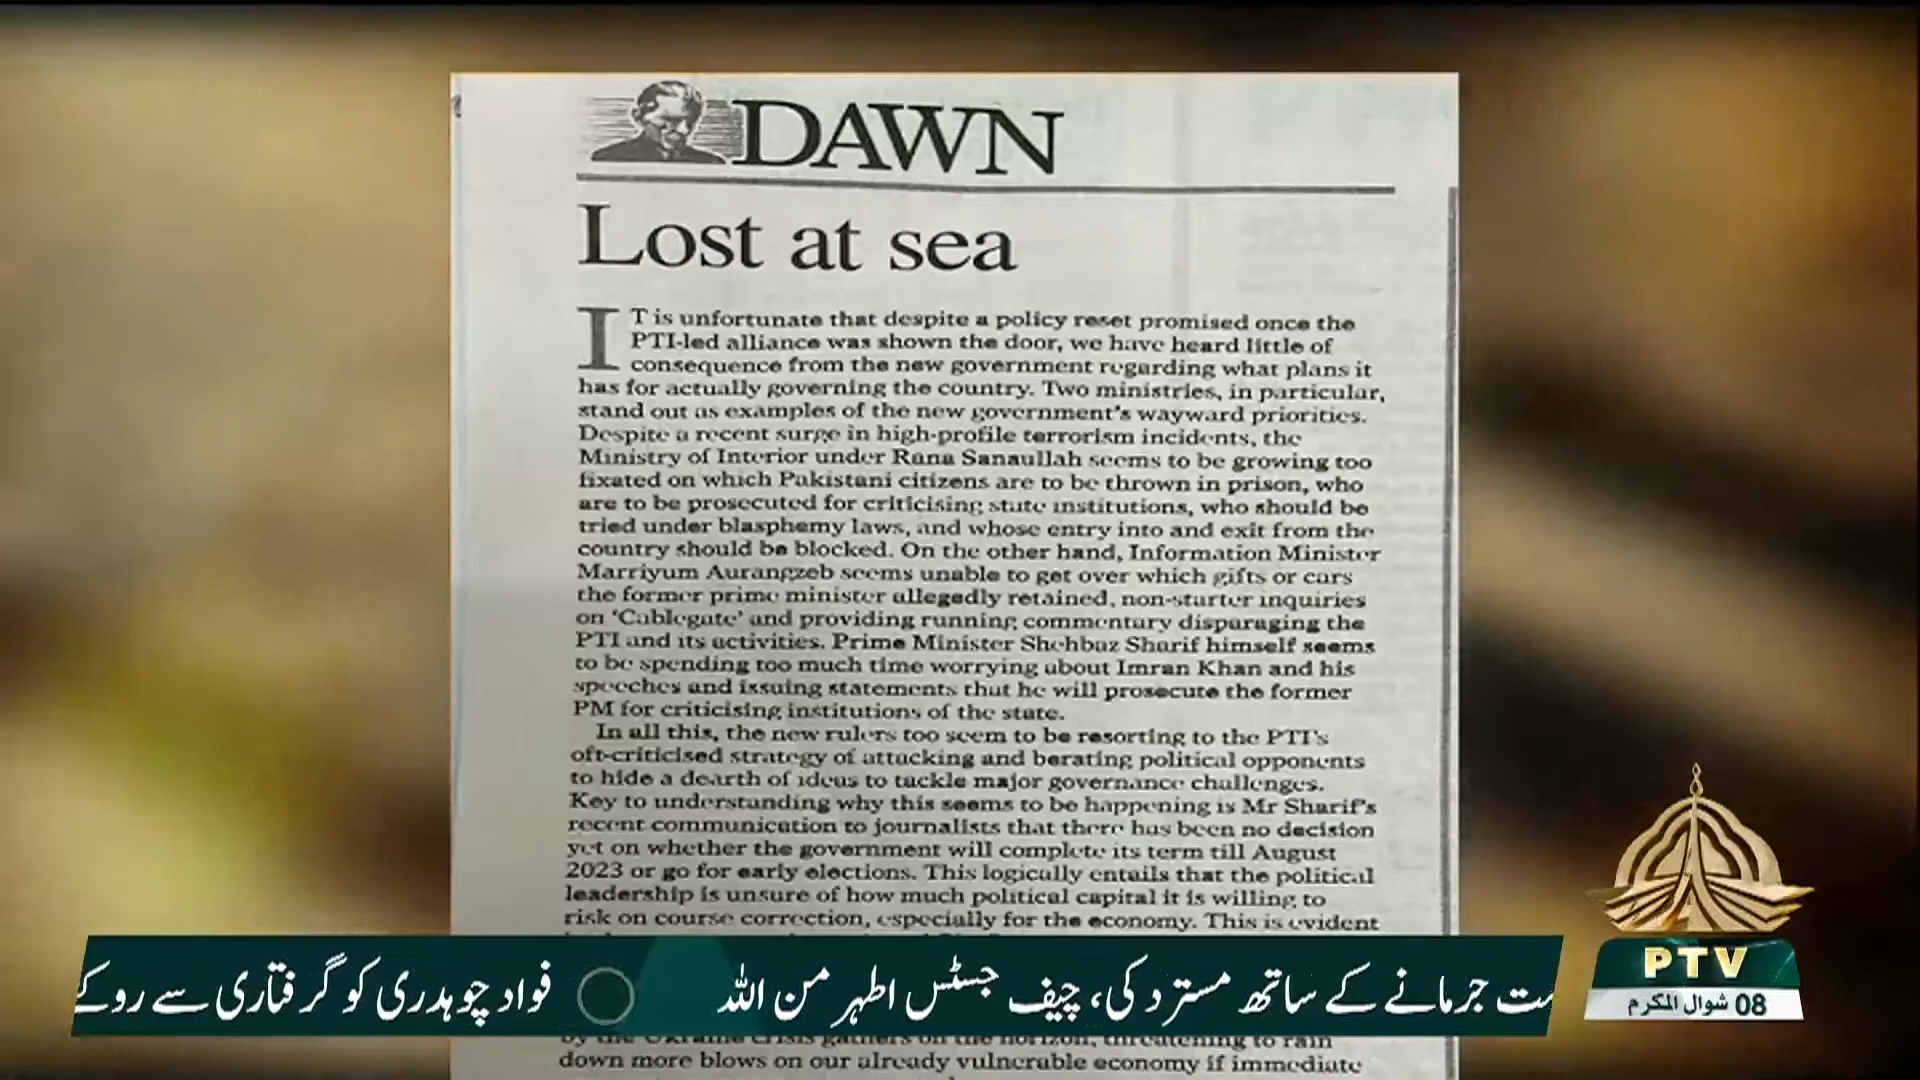 DAWN
Lost at sea
IT is unfortunate that despite a policy reset promised once the
PTI-led alliance was shown the door, we have heard little of
consequence from the new government regarding what plans it
has for actually governing the country. Two ministries, in particular,
stand out as examples of the new government's wayward priorities.
Despite a recent surge in high-profile terrorism incidents, the
Ministry of Interior under Rana Sanaullah seems to be growing too
fixated on which Pakistani citizens are to be thrown in prison, who
are to be prosecuted for criticising state institutions, who should be
tried under blasphemy laws, and whose entry into and exit from the
country should be blocked. On the other hand, Information Minister
Marriyum Aurangzeb seems unable to get over which gifts or cars
the former prime minister allegedly retained, non-starter inquiries
on 'Cablegate' and providing running commentary disparaging the
PTI and its activities. Prime Minister Shehbaz Sharif himself seems
to be spending too much time worrying about Imran Khan and his
speeches and issuing statements that he will prosecute the former
PM for criticising institutions of the state.
In all this, the new rulers too seem to be resorting to the PTI's
oft-criticised strategy of attacking and berating political opponents
to hide a dearth of ideas to tackle major governance challenges.
Key to understanding why this seems to be happening is Mr Sharif's
recent communication to journalists that there has been no decision
yet on whether the government will complete its term till August
2023 or go for early elections. This logically entails that the political
leadership is unsure of how much political capital it is willing to
risk on course correction, especially for the economy. This is evident
ست جرمانے کے ساتھ مسترد کی، چیف جسٹس اطہر من اللہ فواد چوہدری کو گرفتاری سے روکے
PTV
08 شوال المکرم
by the Ukraine crisis gathers on the horizon, threatening to rain
down more blows on our already vulnerable economy if immediate